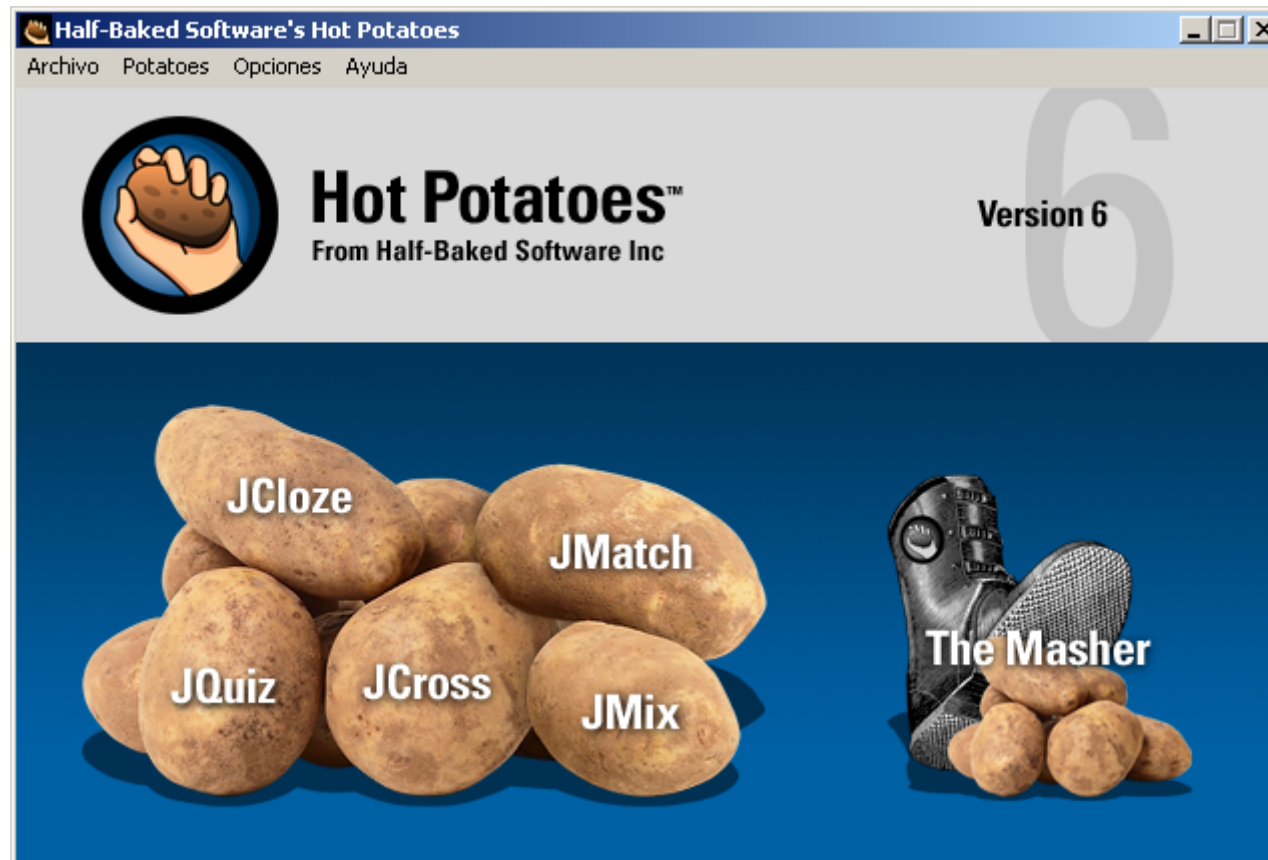 Half-Baked Software's Hot Potatoes
Archivo Potatoes Opciones Ayuda
Hot Potatoes™
From Half-Baked Software Inc
6
Version 6
JCloze
JMatch
JQuiz
JCross
JMix
The Masher